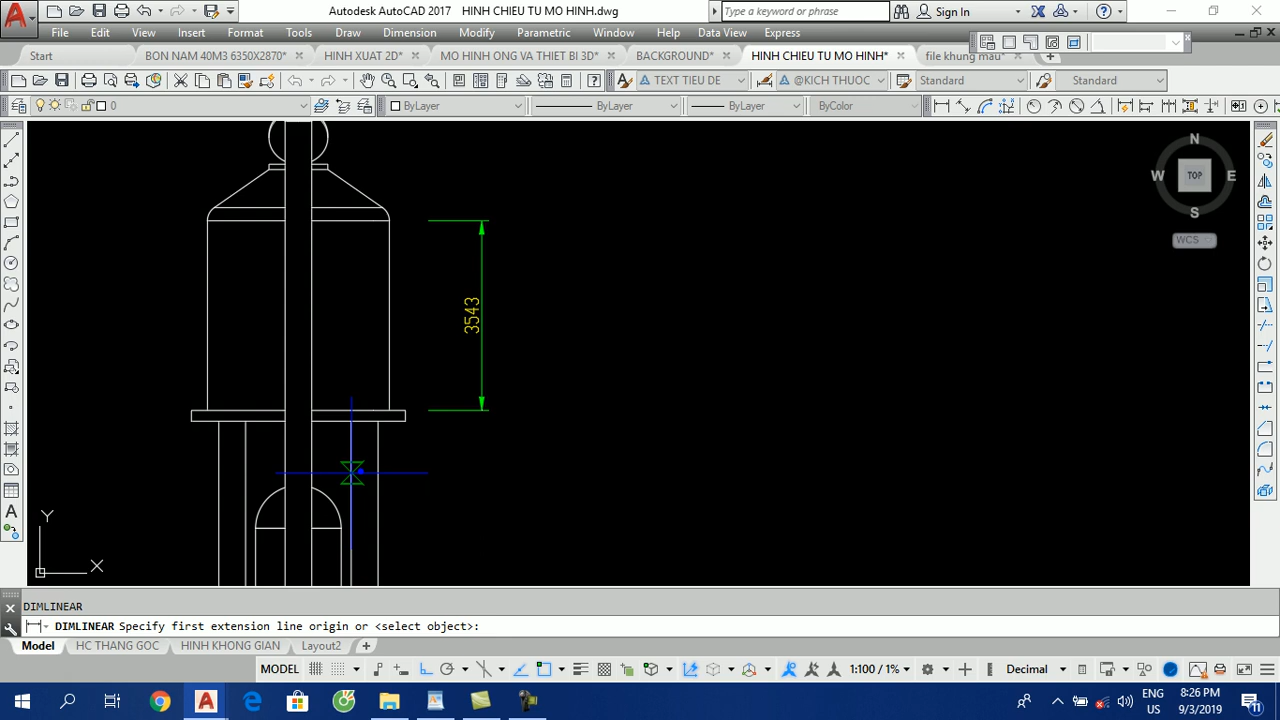 Autodesk AutoCAD 2017 HINH CHIEU TU MO HINH.dwg
Type a keyword or phrase
Sign In
File Edit View Insert Format Tools Draw Dimension Modify Parametric Window Help Express
Start BON NAM 40M3 6350X2870* HINH XUAT 2D* MO HINH ONG VA THIET BI 3D* BACKGROUND* HINH CHIEU TU MO HINH* file khung mau*
TEXT TIEU DE @KICH THUOC Standard Standard
0 ByLayer ByLayer ByLayer ByColor
N
W TOP E
S
WCS
3543
Y
X
DIMLINEAR
DIMLINEAR Specify first extension line origin or <select object>:
Model HC THANG GOC HINH KHONG GIAN Layout2
MODEL 1:100 / 1% Decimal
ENG 8:26 PM
US 9/3/2019 11